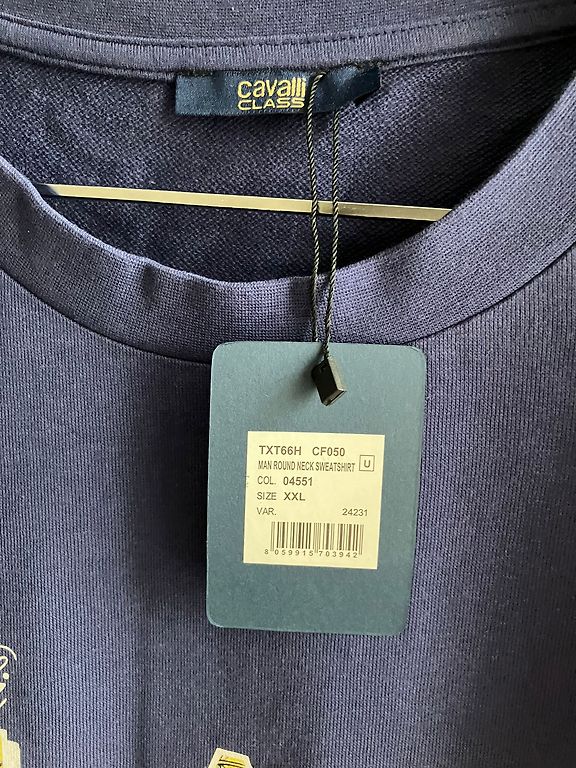 cavalli
CLASS
TXT66H CF050
MAN ROUND NECK SWEATSHIRT U
COL. 04551
SIZE XXL
VAR. 24231
8 059915 703942